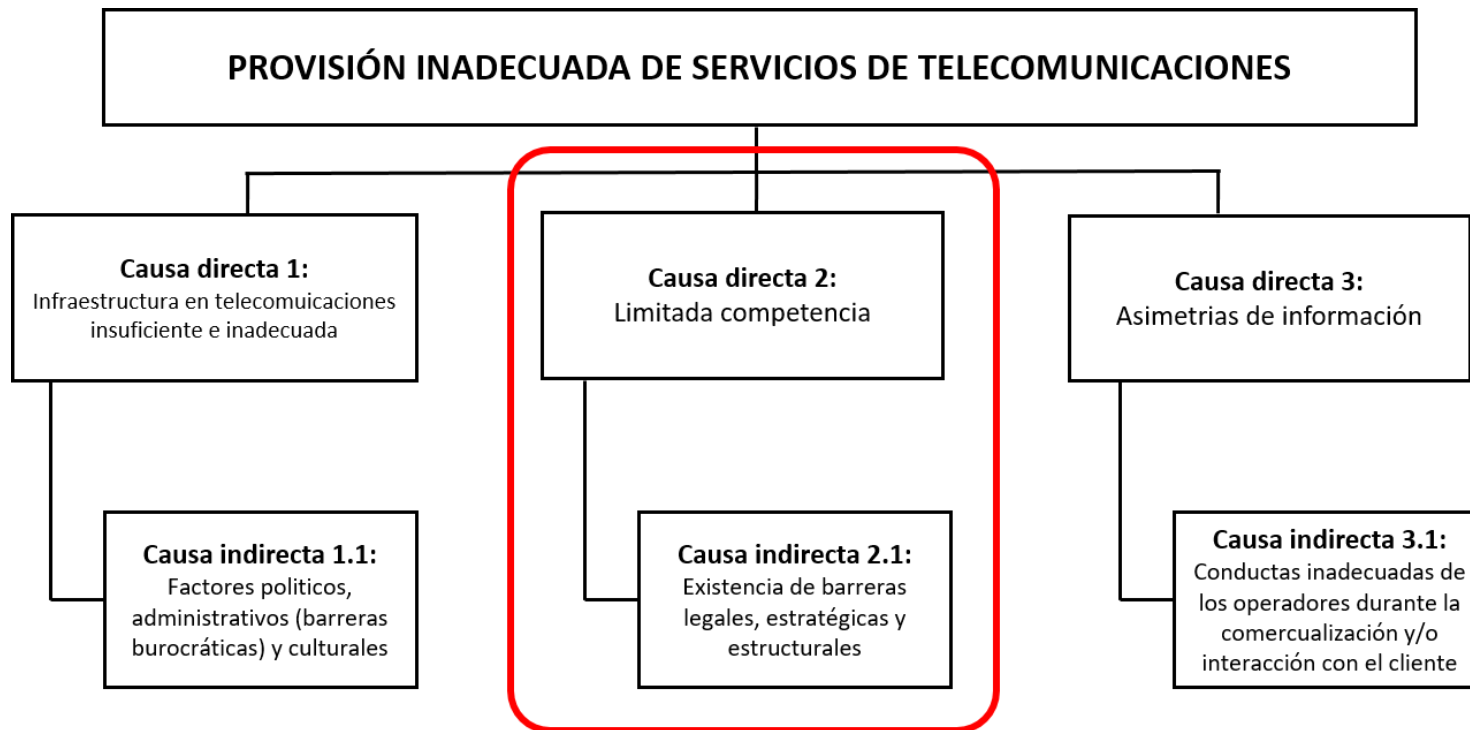 PROVISIÓN INADECUADA DE SERVICIOS DE TELECOMUNICACIONES
Causa directa 1:
Infraestructura en telecomuicaciones
insuficiente e inadecuada
Causa directa 2:
Limitada competencia
Causa directa 3:
Asimetrias de información
Causa indirecta 1.1:
Factores politicos,
administrativos (barreras
burocráticas) y culturales
Causa indirecta 2.1:
Existencia de barreras
legales, estratégicas y
estructurales
Causa indirecta 3.1:
Conductas inadecuadas de
los operadores durante la
comercualización y/o
interacción con el cliente